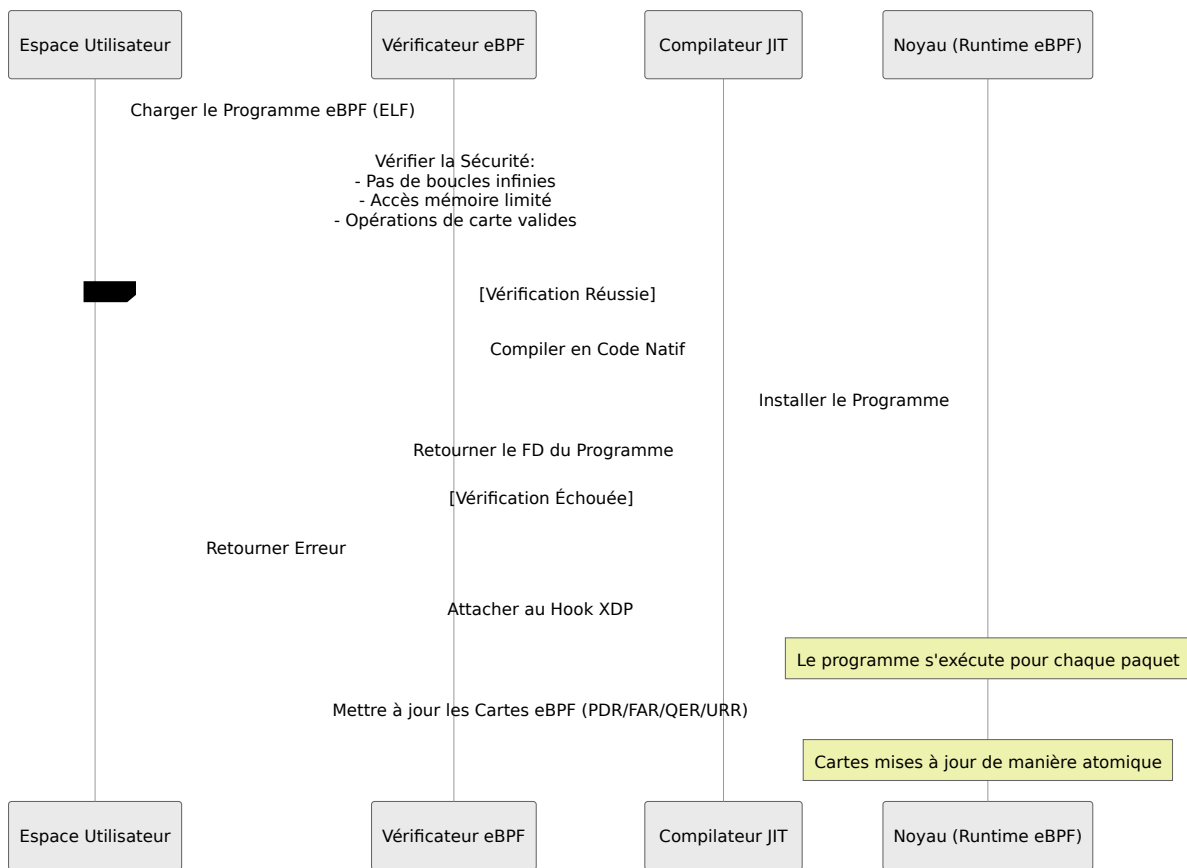 Espace Utilisateur
Vérificateur eBPF
Compilateur JIT
Noyau (Runtime eBPF)
Charger le Programme eBPF (ELF)
Vérifier la Sécurité:
- Pas de boucles infinies
- Accès mémoire limité
- Opérations de carte valides
[Vérification Réussie]
Compiler en Code Natif
Installer le Programme
Retourner le FD du Programme
[Vérification Échouée]
Retourner Erreur
Attacher au Hook XDP
Le programme s'exécute pour chaque paquet
Mettre à jour les Cartes eBPF (PDR/FAR/QER/URR)
Cartes mises à jour de manière atomique
Espace Utilisateur
Vérificateur eBPF
Compilateur JIT
Noyau (Runtime eBPF)